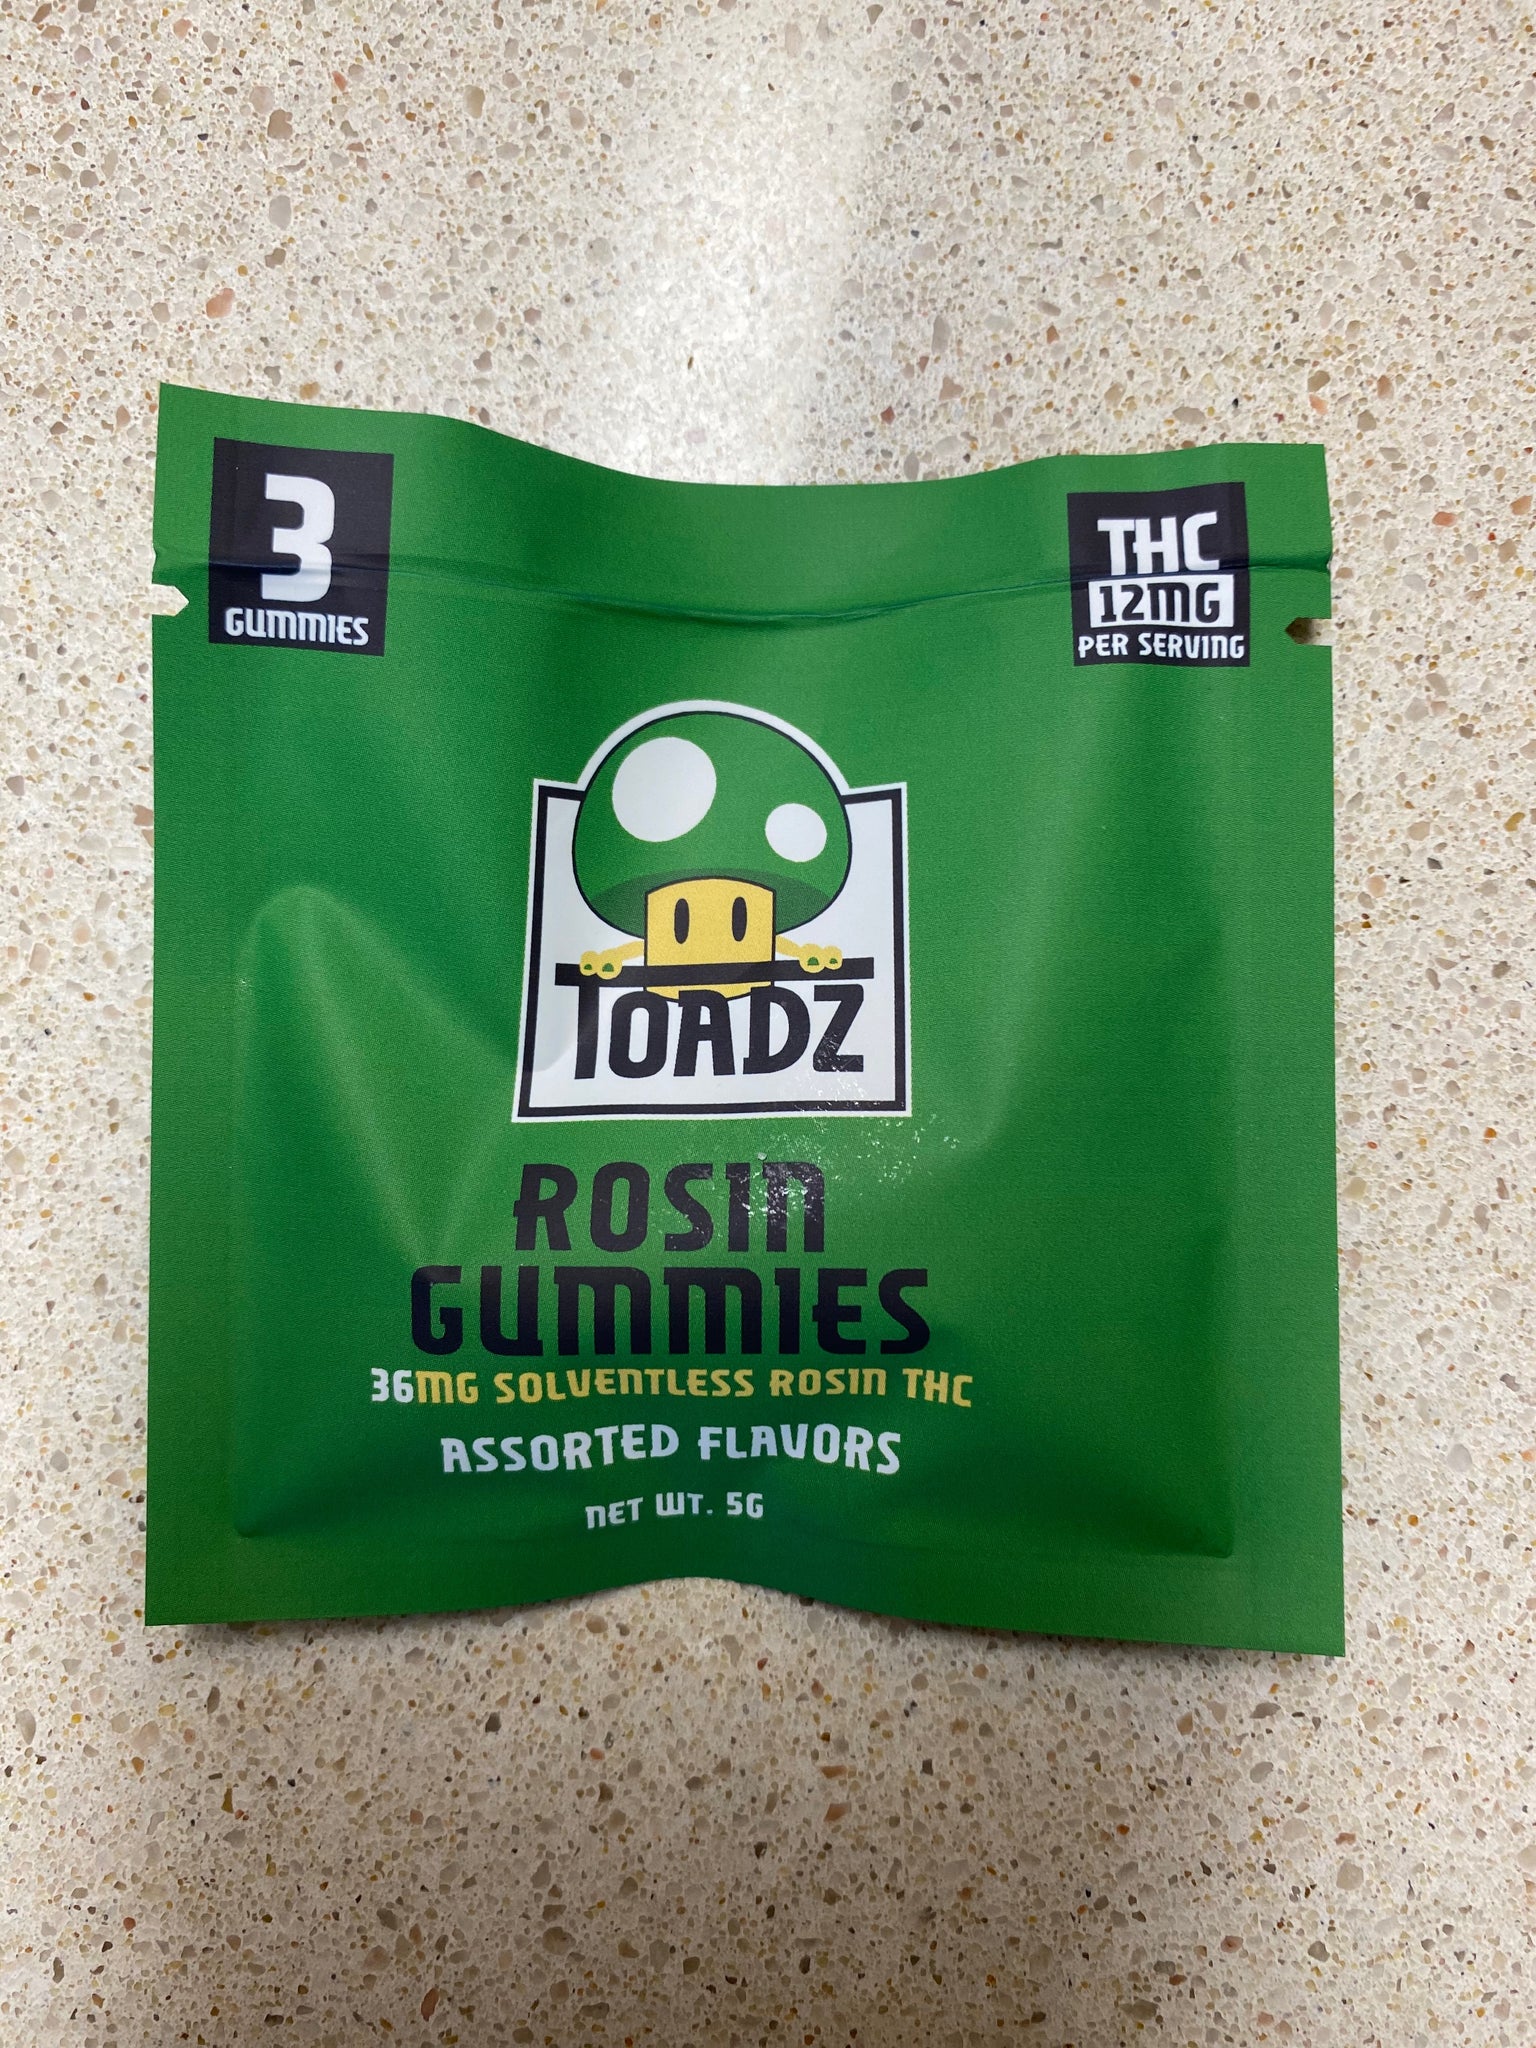 3
GUMMIES
THC
12MG
PER SERVING
TOADZ
ROSIN
GUMMIES
36MG SOLVENTLESS ROSIN THC
ASSORTED FLAVORS
NET WT. 5G